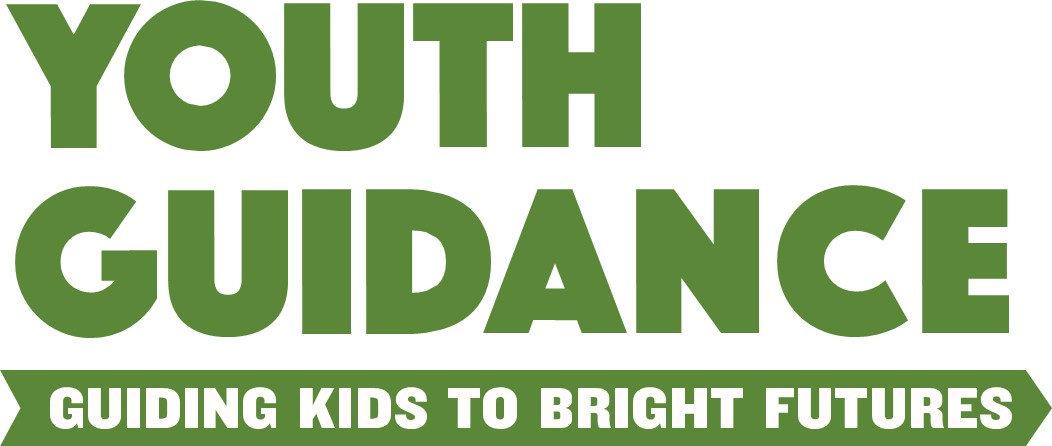 YOUTH
GUIDANCE
GUIDING KIDS TO BRIGHT FUTURES